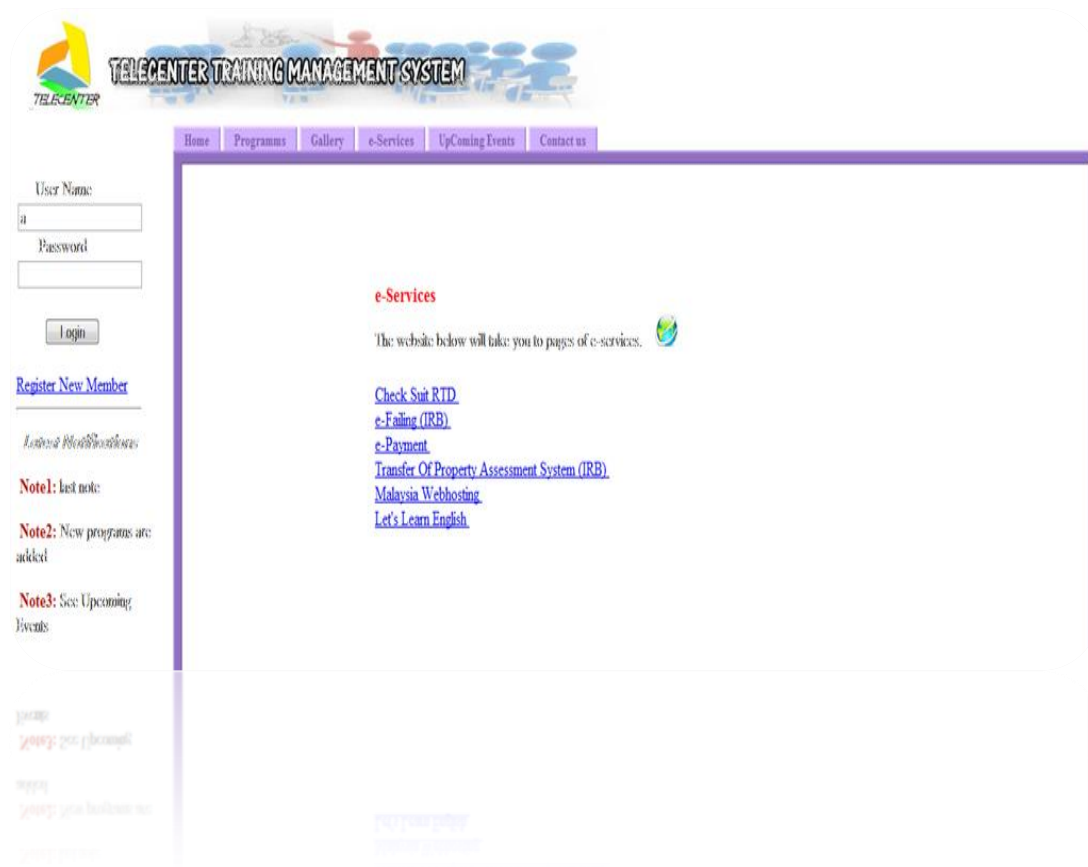 TELECENTER
TELECENTER TRAINING MANAGEMENT SYSTEM
Home Programms Gallery e-Services UpComing Events Contact us
User Name
a
Password
Login
Register New Member
Latest Notifications
Note1: last note
Note2: New programs are
added
Note3: See Upcoming
Events
e-Services
The website below will take you to pages of e-services.
Check Suit RTD
e-Failing (IRB)
e-Payment
Transfer Of Property Assessment System (IRB)
Malaysia Webhosting
Let's Learn English